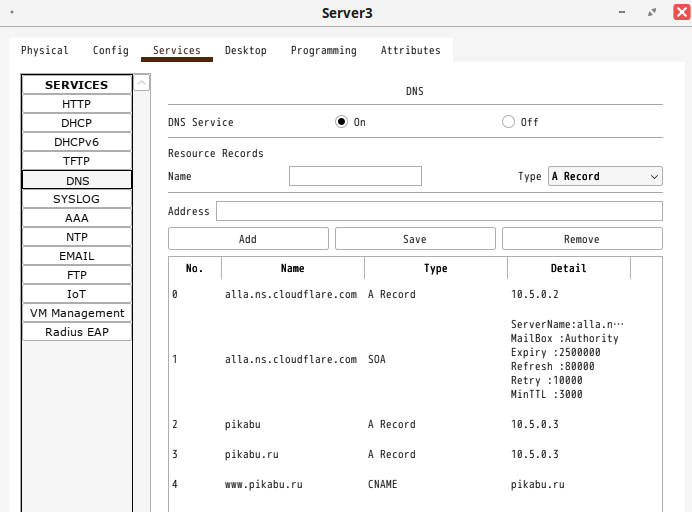 Server3
Physical Config Services Desktop Programming Attributes
SERVICES
HTTP
DHCP
DHCPv6
TFTP
DNS
SYSLOG
AAA
NTP
EMAIL
FTP
IoT
VM Management
Radius EAP
DNS
DNS Service On Off
Resource Records
Name Type A Record
Address
Add Save Remove
No. Name Type Detail
0 alla.ns.cloudflare.com A Record 10.5.0.2
1 alla.ns.cloudflare.com SOA
ServerName:alla.n…
MailBox :Authority
Expiry :2500000
Refresh :80000
Retry :10000
MinTTL :3000
2 pikabu A Record 10.5.0.3
3 pikabu.ru A Record 10.5.0.3
4 www.pikabu.ru CNAME pikabu.ru